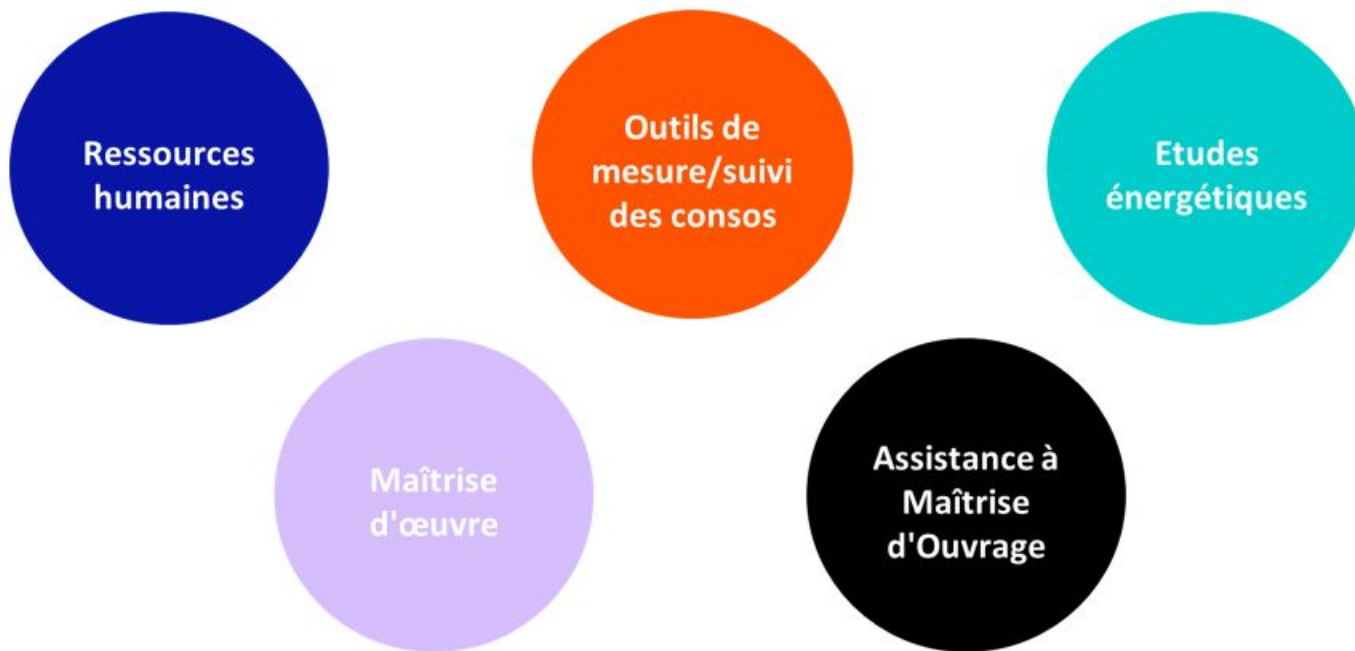 Ressources
humaines
Outils de
mesure/suivi
des consos
Etudes
énergétiques
Maîtrise
d'œuvre
Assistance à
Maîtrise
d'Ouvrage